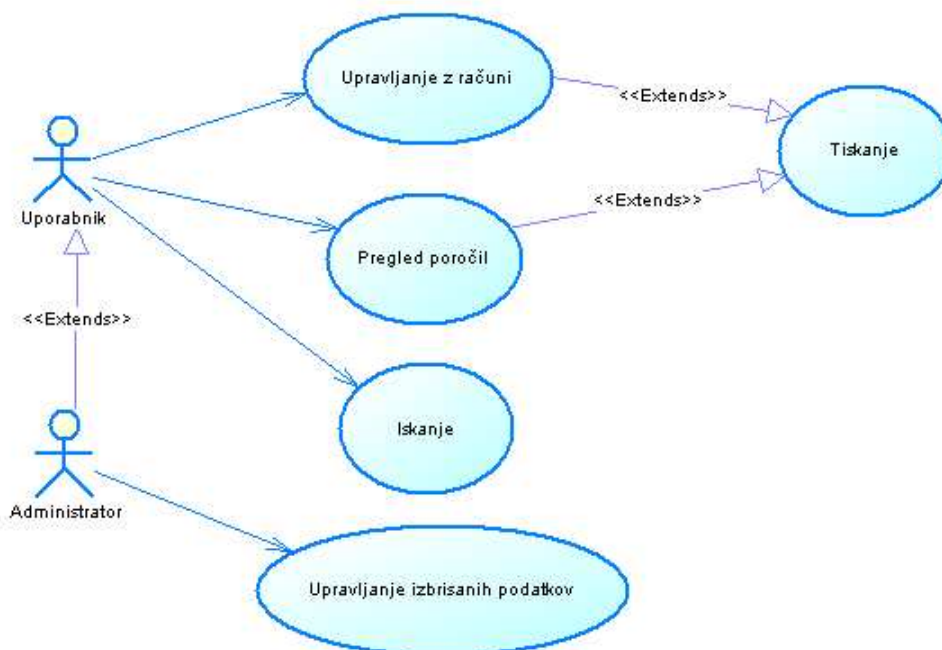 Upravljanje z računi
<<Extends>>
Tiskanje
Uporabnik
<<Extends>>
Pregled poročil
<<Extends>>
Iskanje
Administrator
Upravljanje izbrisanih podatkov